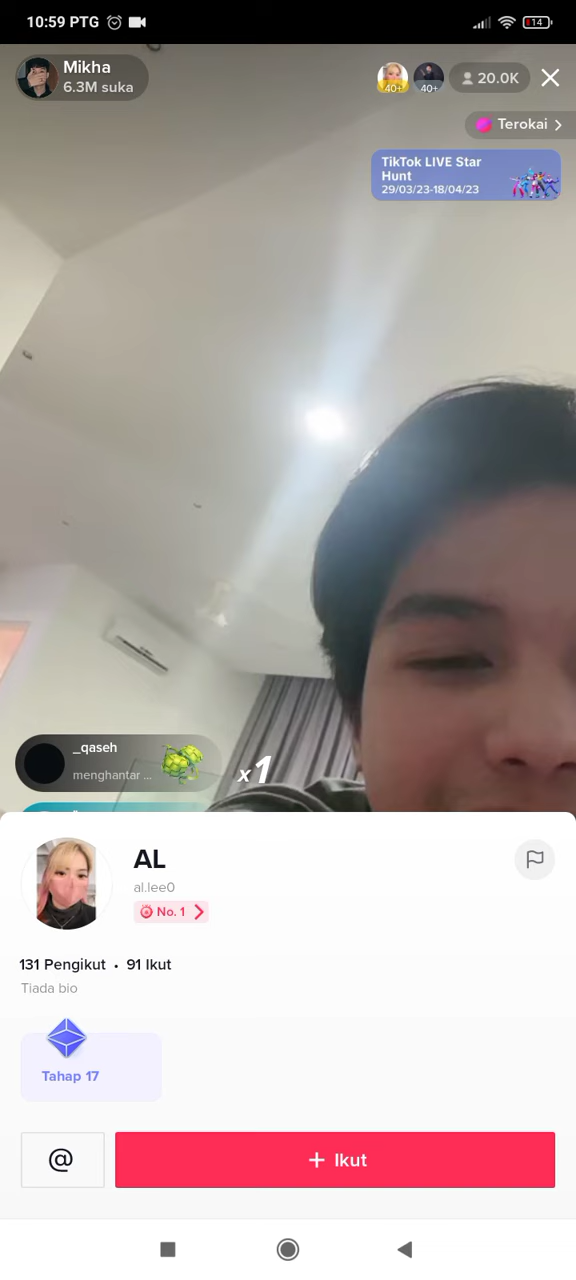 10:59 PTG
14
Mikha
6.3M suka
40+
40+
20.0K
Terokai
TikTok LIVE Star
Hunt
29/03/23-18/04/23
_qaseh
menghantar ...
x1
AL
al.lee0
No. 1
131 Pengikut • 91 Ikut
Tiada bio
Tahap 17
@
+ Ikut